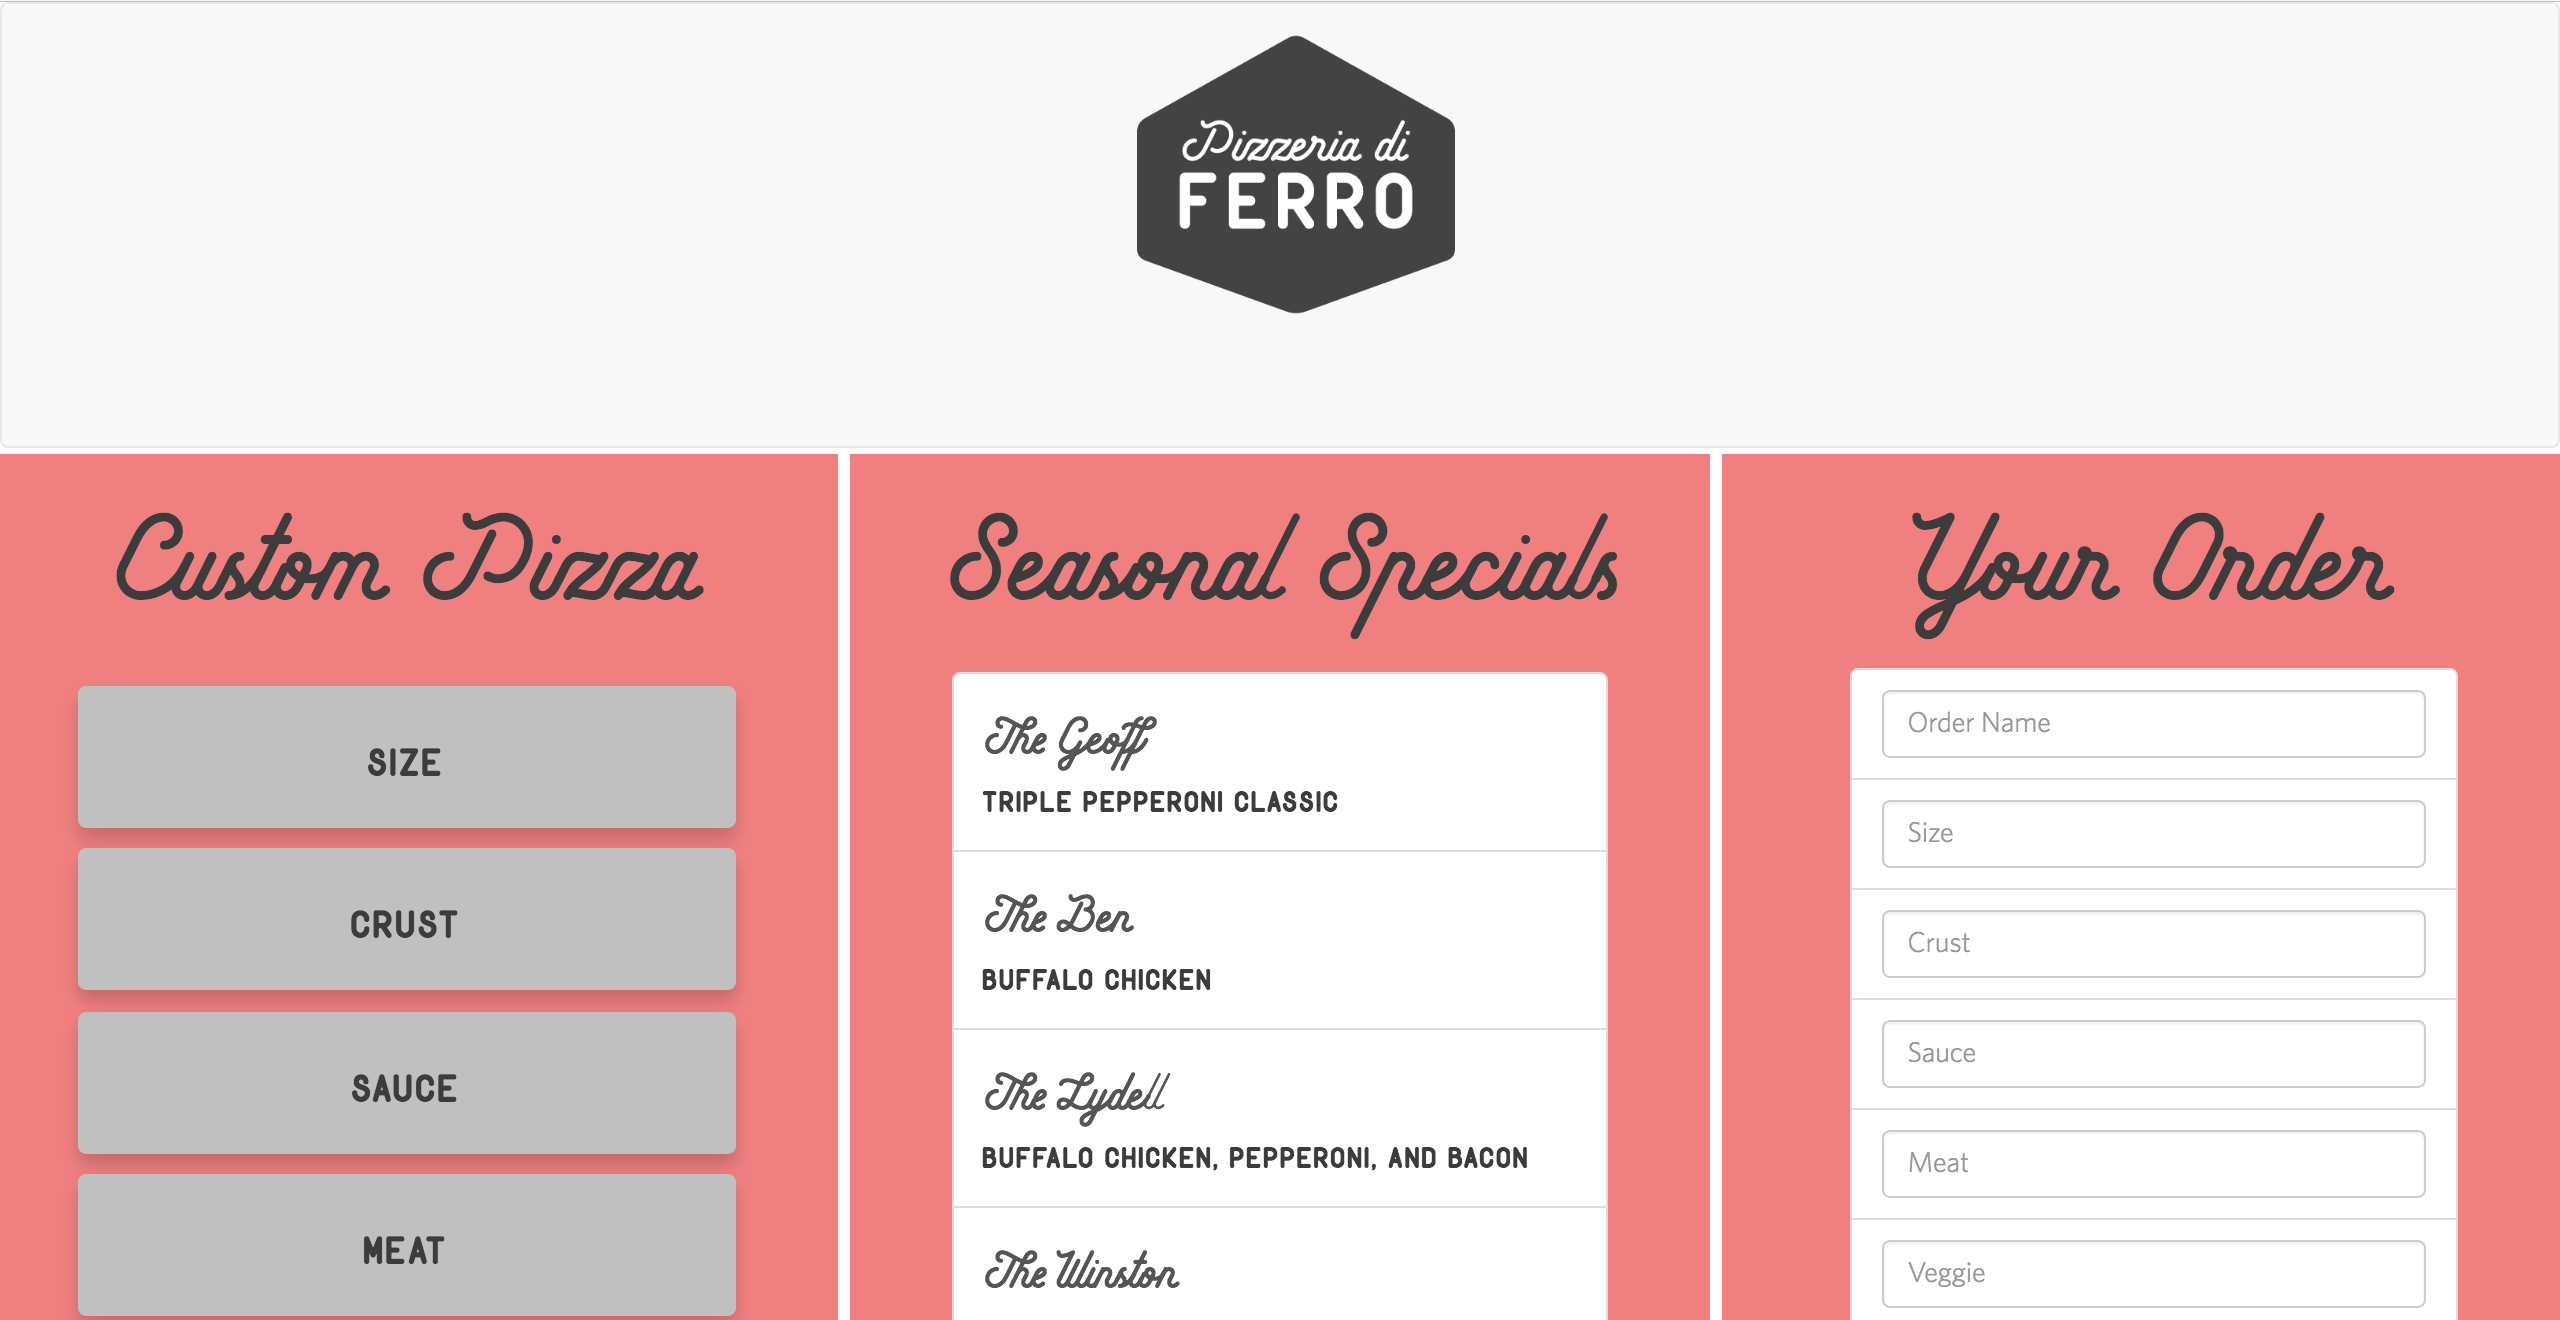 Pizzeria di
FERRO
Custom Pizza
SIZE
CRUST
SAUCE
MEAT
Seasonal Specials
The Geoff
TRIPLE PEPPERONI CLASSIC
The Ben
BUFFALO CHICKEN
The Lydell
BUFFALO CHICKEN, PEPPERONI, AND BACON
The Winston
Your Order
Order Name
Size
Crust
Sauce
Meat
Veggie